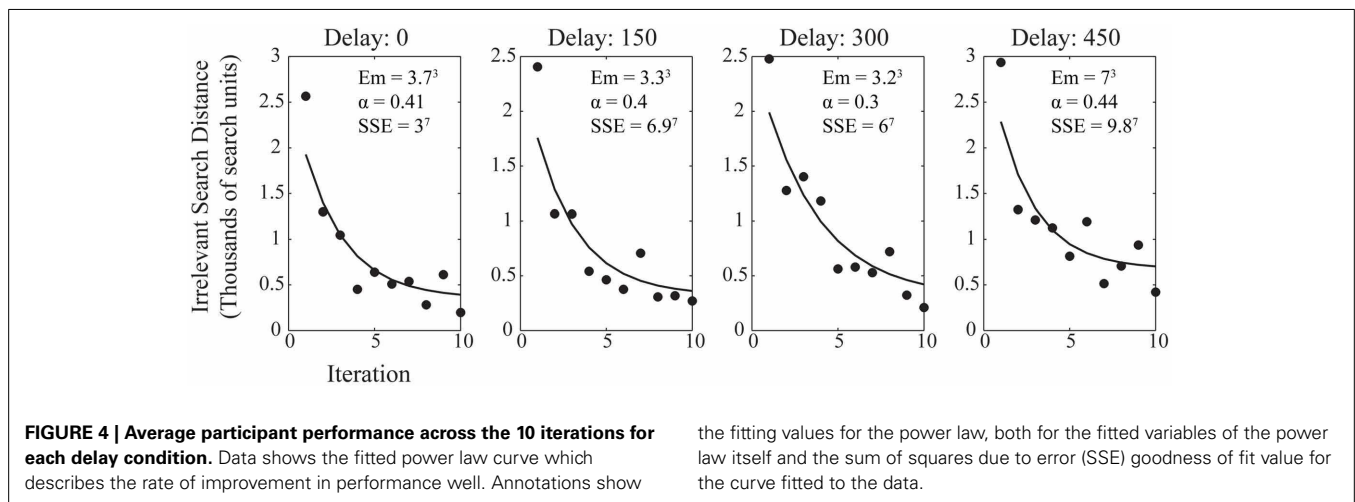 Delay: 0
3
2.5
2
1.5
1
0.5
0
0
5
10
Em = 3.7³
α = 0.41
SSE = 3⁷
Irrelevant Search Distance
(Thousands of search units)
Iteration
Delay: 150
2.5
2
1.5
1
0.5
0
0
5
10
Em = 3.3³
α = 0.4
SSE = 6.9⁷
Delay: 300
2.5
2
1.5
1
0.5
0
0
5
10
Em = 3.2³
α = 0.3
SSE = 6⁷
Delay: 450
3
2.5
2
1.5
1
0.5
0
0
5
10
Em = 7³
α = 0.44
SSE = 9.8⁷
FIGURE 4 | Average participant performance across the 10 iterations for
each delay condition. Data shows the fitted power law curve which
describes the rate of improvement in performance well. Annotations show
the fitting values for the power law, both for the fitted variables of the power
law itself and the sum of squares due to error (SSE) goodness of fit value for
the curve fitted to the data.